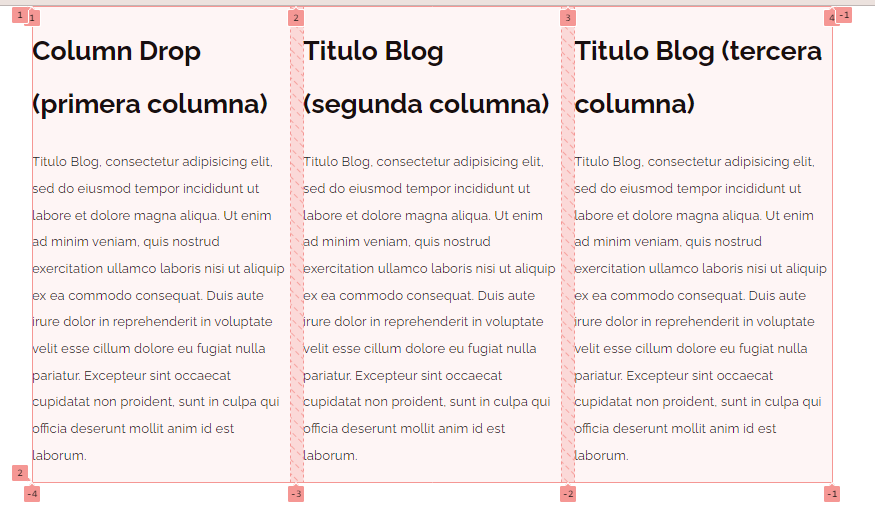 1 1 2 3 4 -1
Column Drop
(primera columna)
Titulo Blog, consectetur adipisicing elit,
sed do eiusmod tempor incididunt ut
labore et dolore magna aliqua. Ut enim
ad minim veniam, quis nostrud
exercitation ullamco laboris nisi ut aliquip
ex ea commodo consequat. Duis aute
irure dolor in reprehenderit in voluptate
velit esse cillum dolore eu fugiat nulla
pariatur. Excepteur sint occaecat
cupidatat non proident, sunt in culpa qui
officia deserunt mollit anim id est
laborum.
Titulo Blog
(segunda columna)
Titulo Blog, consectetur adipisicing elit,
sed do eiusmod tempor incididunt ut
labore et dolore magna aliqua. Ut enim
ad minim veniam, quis nostrud
exercitation ullamco laboris nisi ut aliquip
ex ea commodo consequat. Duis aute
irure dolor in reprehenderit in voluptate
velit esse cillum dolore eu fugiat nulla
pariatur. Excepteur sint occaecat
cupidatat non proident, sunt in culpa qui
officia deserunt mollit anim id est
laborum.
Titulo Blog (tercera
columna)
Titulo Blog, consectetur adipisicing elit,
sed do eiusmod tempor incididunt ut
labore et dolore magna aliqua. Ut enim
ad minim veniam, quis nostrud
exercitation ullamco laboris nisi ut aliquip
ex ea commodo consequat. Duis aute
irure dolor in reprehenderit in voluptate
velit esse cillum dolore eu fugiat nulla
pariatur. Excepteur sint occaecat
cupidatat non proident, sunt in culpa qui
officia deserunt mollit anim id est
laborum.
2
-4 -3 -2 -1